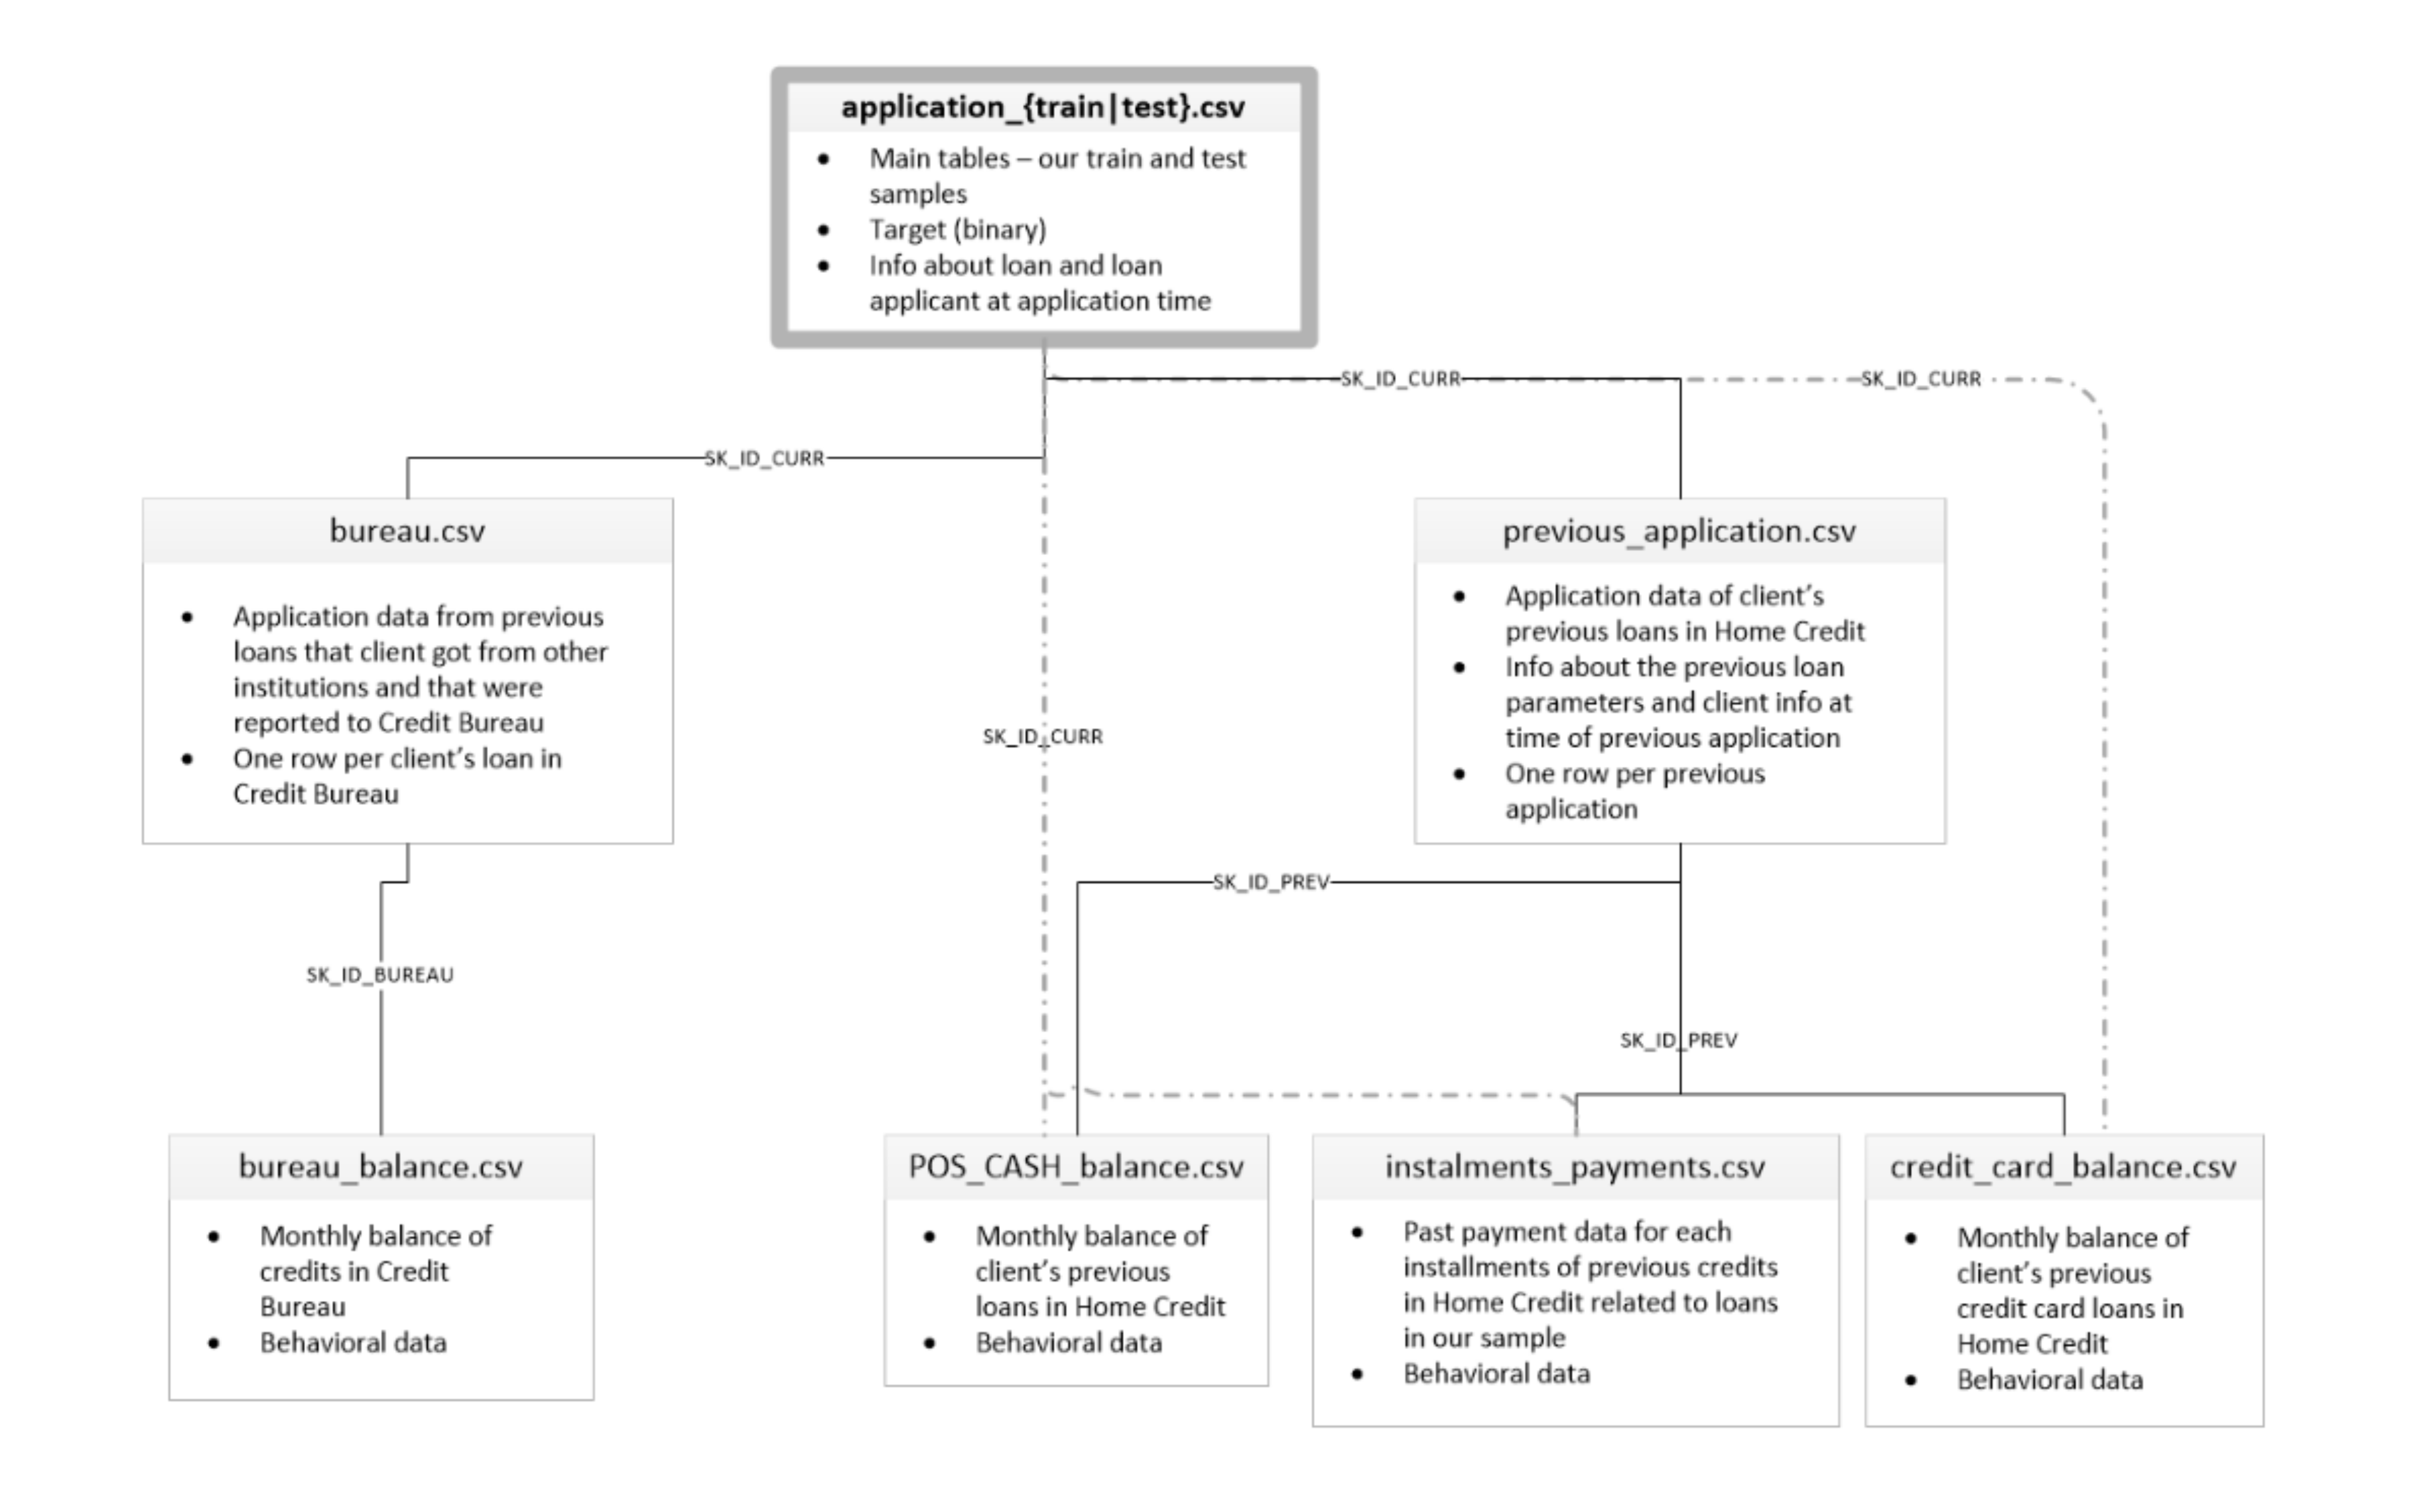 application_{train|test}.csv
• Main tables – our train and test
samples
• Target (binary)
• Info about loan and loan
applicant at application time
SK_ID_CURR
SK_ID_CURR
SK_ID_CURR
bureau.csv
• Application data from previous
loans that client got from other
institutions and that were
reported to Credit Bureau
• One row per client’s loan in
Credit Bureau
previous_application.csv
• Application data of client’s
previous loans in Home Credit
• Info about the previous loan
parameters and client info at
time of previous application
• One row per previous
application
SK_ID_CURR
SK_ID_PREV
SK_ID_BUREAU
SK_ID_PREV
bureau_balance.csv
• Monthly balance of
credits in Credit
Bureau
• Behavioral data
POS_CASH_balance.csv
• Monthly balance of
client’s previous
loans in Home Credit
• Behavioral data
instalments_payments.csv
• Past payment data for each
installments of previous credits
in Home Credit related to loans
in our sample
• Behavioral data
credit_card_balance.csv
• Monthly balance of
client’s previous
credit card loans in
Home Credit
• Behavioral data